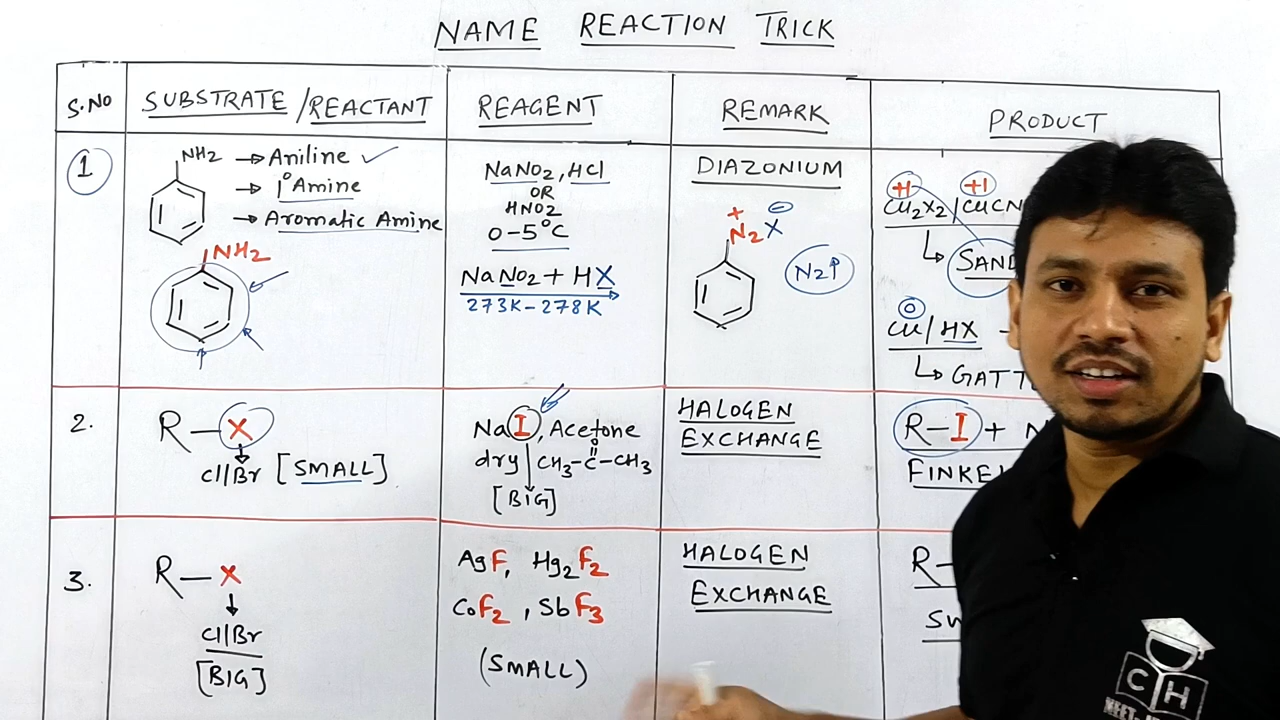 NAME REACTION TRICK
S.NO
SUBSTRATE/REACTANT
REAGENT
REMARK
PRODUCT
1
NH2 → Aniline ✓
→ 1°Amine
→ Aromatic Amine
NH2
NaNO2, HCl
OR
HNO2
0-5°C
NaNO2 + HX
273K-278K
DIAZONIUM
+ ⊖
N2X
N2↑
+1 +1
Cu2X2/CuCN
↳ SAND
0
Cu/HX
↳ GATT
2.
R-X
Cl/Br [SMALL]
NaI, Acetone
dry
O
CH3-C-CH3
[BIG]
HALOGEN
EXCHANGE
R-I + N
FINKEL
3.
R-X
Cl/Br
[BIG]
AgF, Hg2F2
CoF2, SbF3
(SMALL)
HALOGEN
EXCHANGE
R-
SW
C H